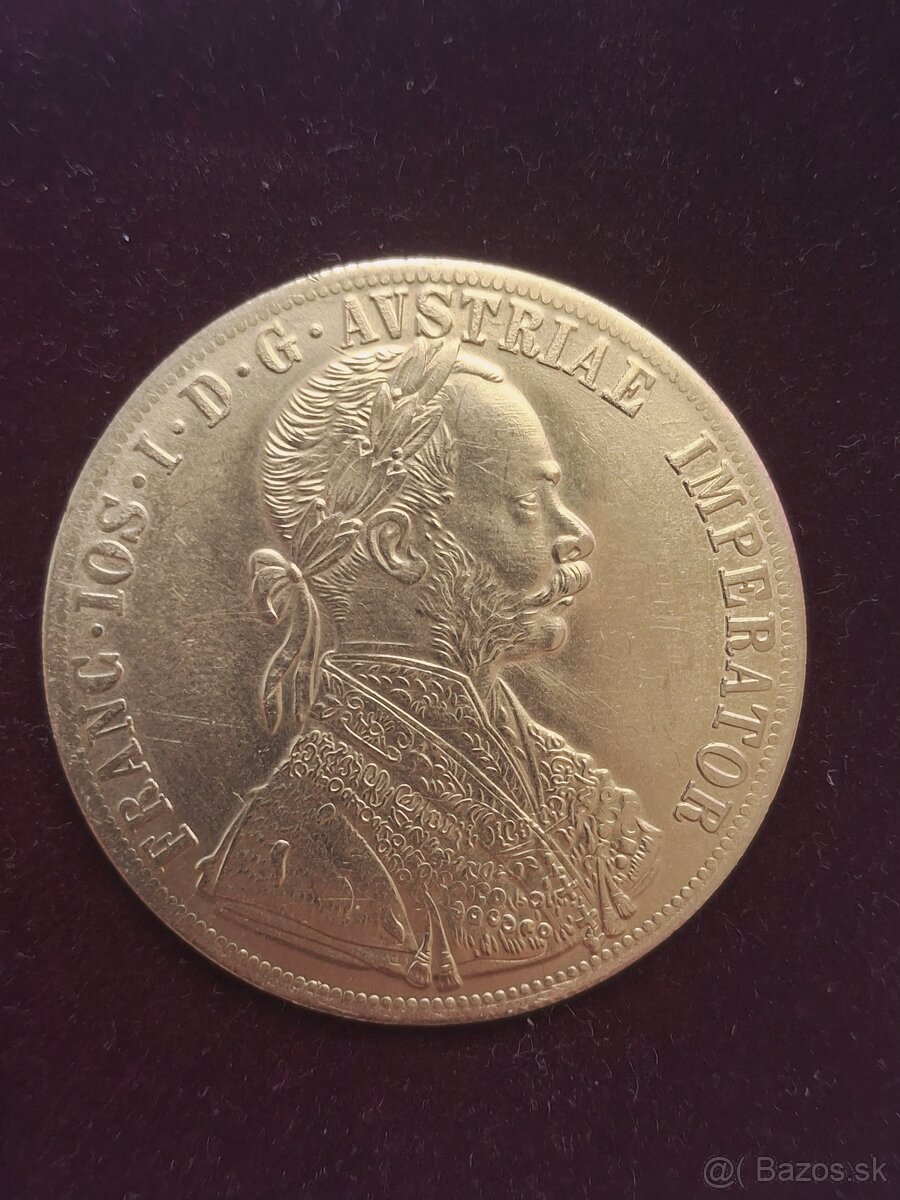 FRANC·IOS·I·D·G·AVSTRIAE IMPERATOR
@( Bazos.sk